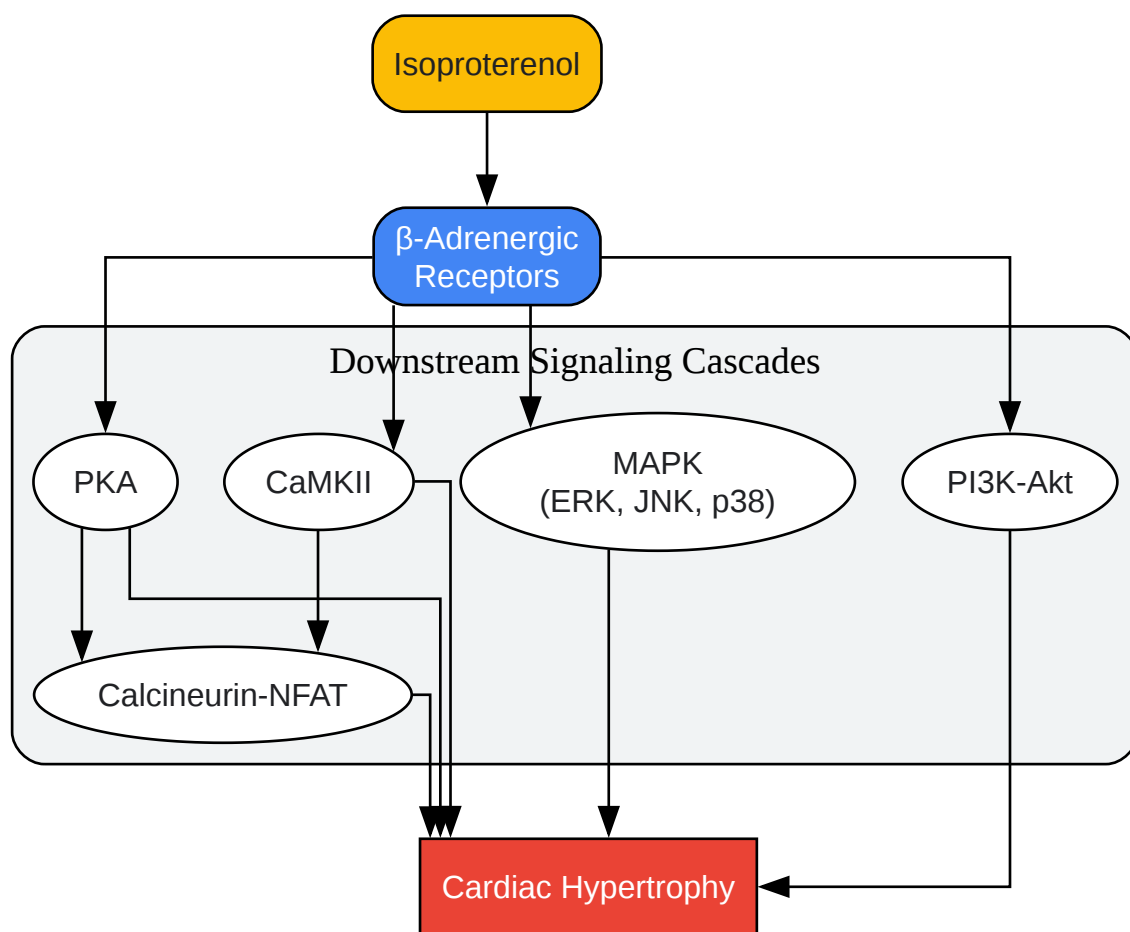 Isoproterenol
β-Adrenergic
Receptors
Downstream Signaling Cascades
PKA
CaMKII
MAPK
(ERK, JNK, p38)
PI3K-Akt
Calcineurin-NFAT
Cardiac Hypertrophy